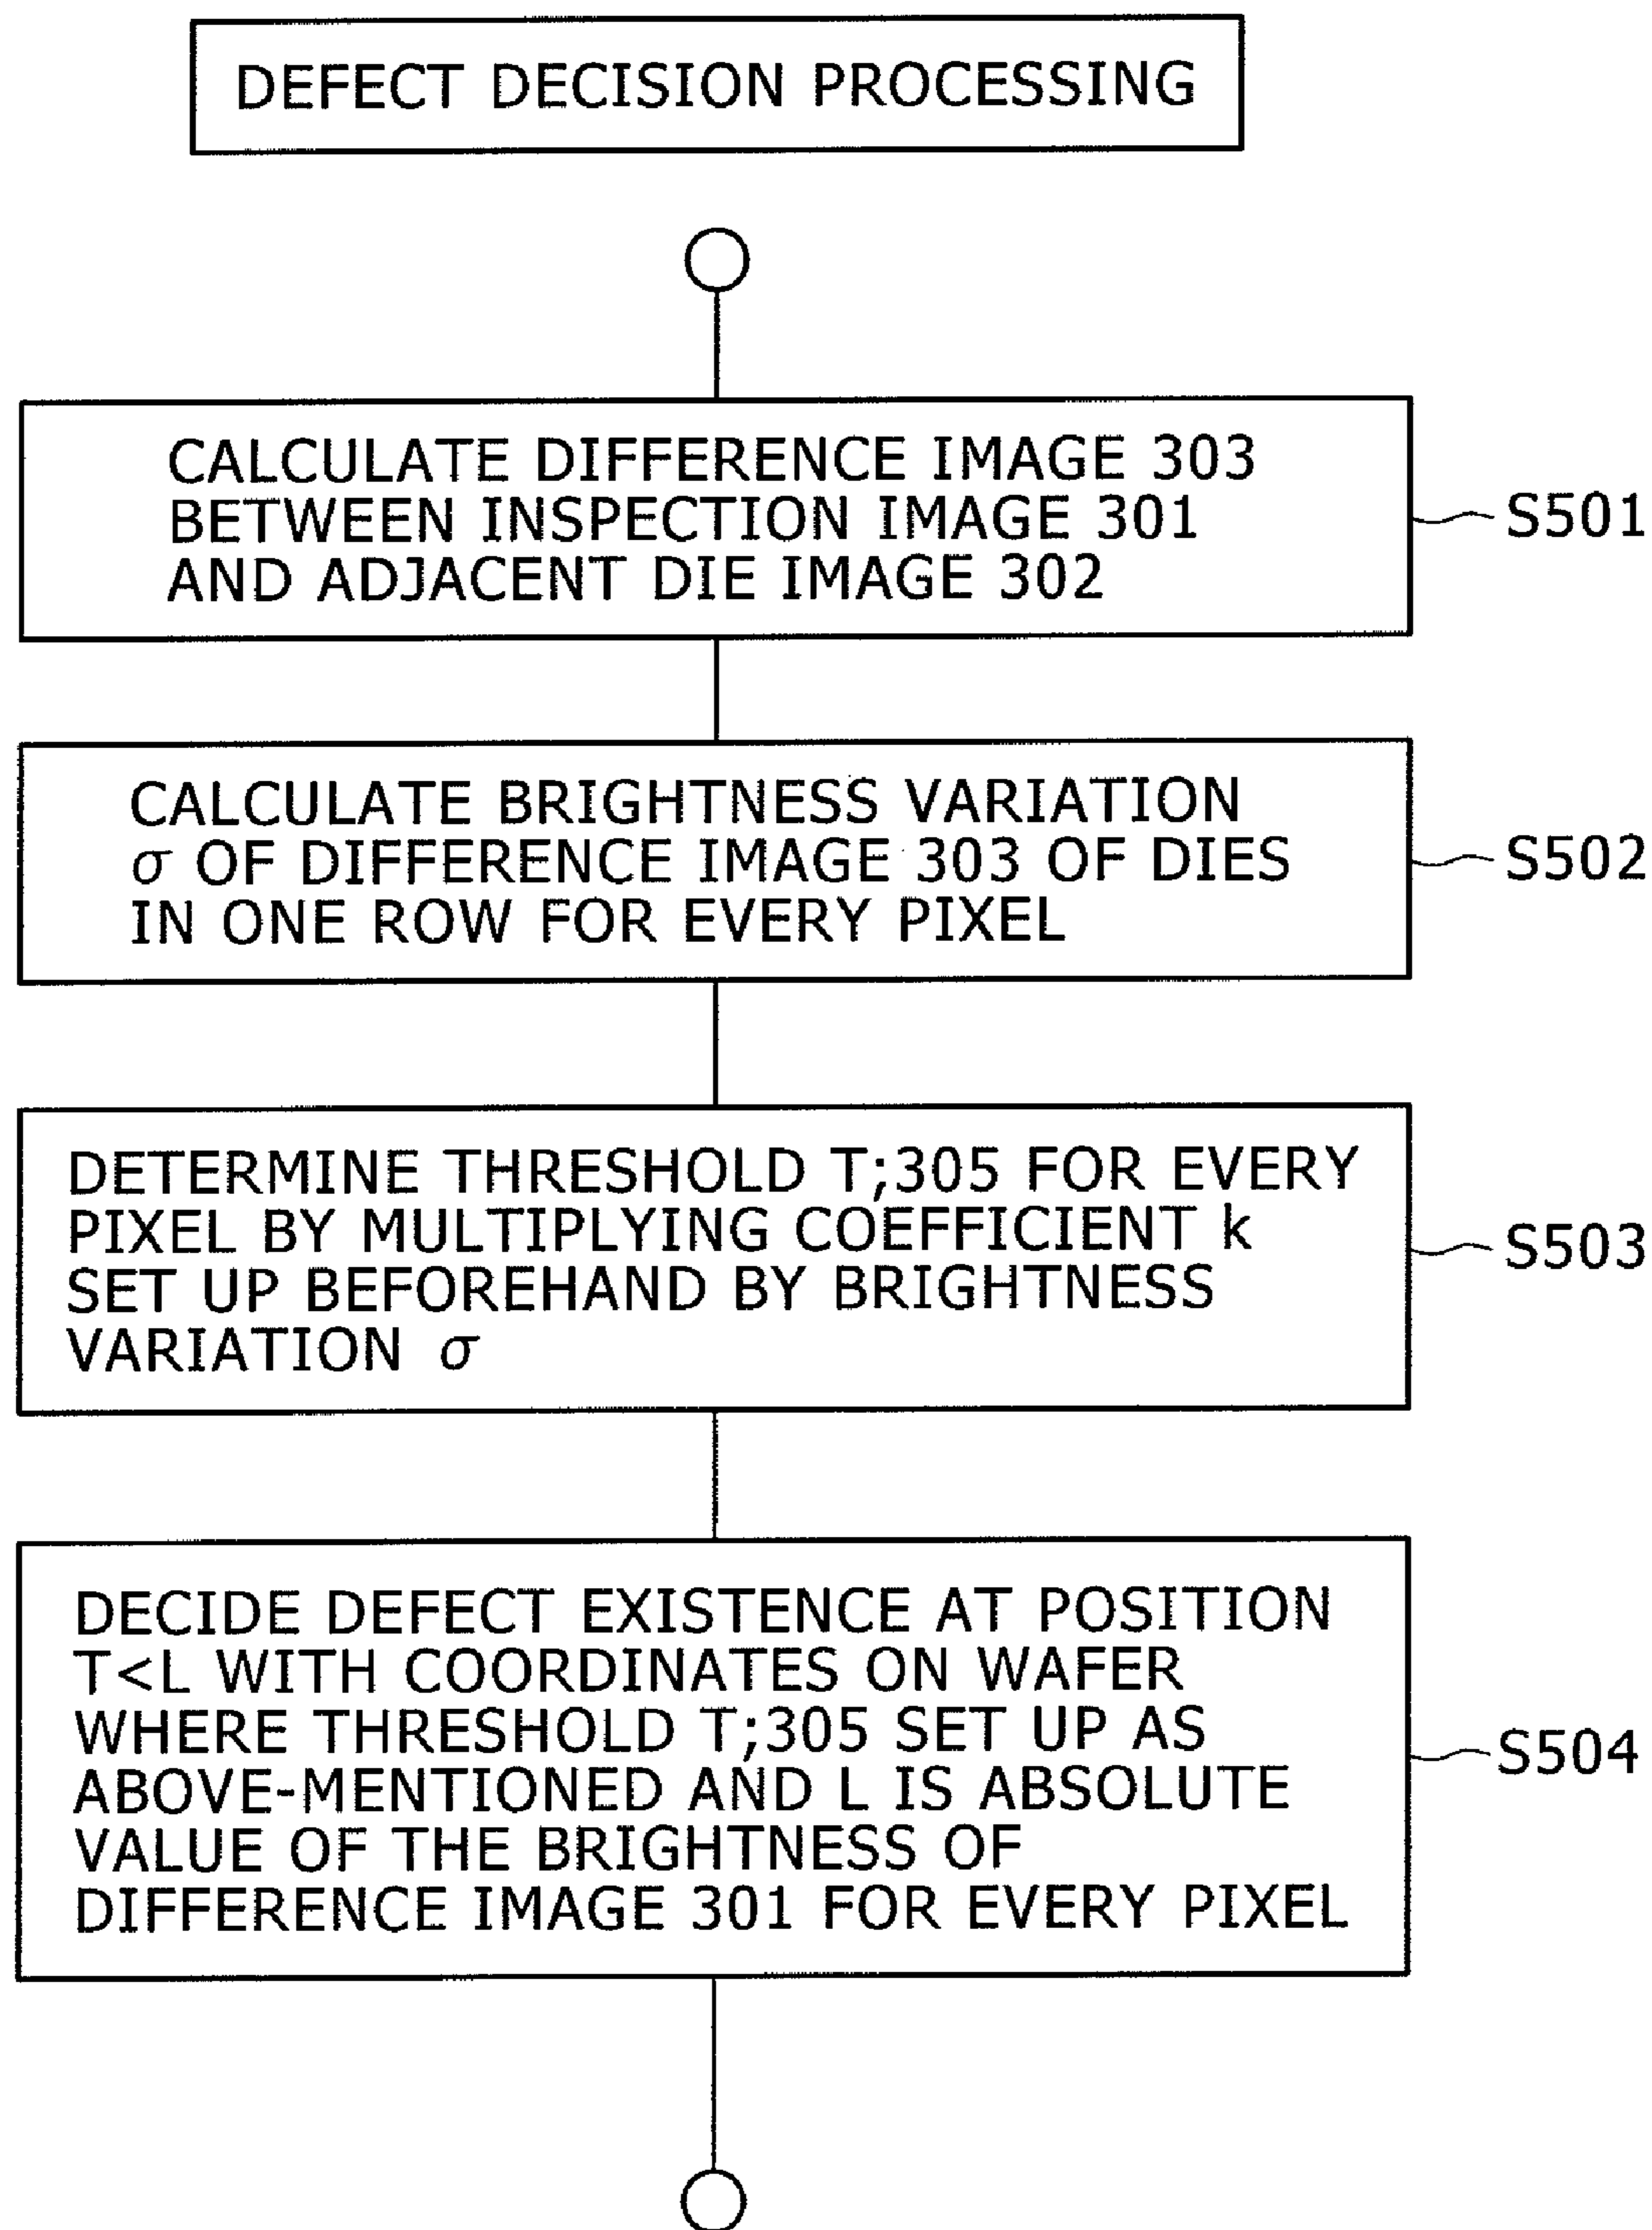 DEFECT DECISION PROCESSING
CALCULATE DIFFERENCE IMAGE 303
BETWEEN INSPECTION IMAGE 301
AND ADJACENT DIE IMAGE 302
S501
CALCULATE BRIGHTNESS VARIATION
σ OF DIFFERENCE IMAGE 303 OF DIES
IN ONE ROW FOR EVERY PIXEL
S502
DETERMINE THRESHOLD T;305 FOR EVERY
PIXEL BY MULTIPLYING COEFFICIENT k
SET UP BEFOREHAND BY BRIGHTNESS
VARIATION σ
S503
DECIDE DEFECT EXISTENCE AT POSITION
T<L WITH COORDINATES ON WAFER
WHERE THRESHOLD T;305 SET UP AS
ABOVE-MENTIONED AND L IS ABSOLUTE
VALUE OF THE BRIGHTNESS OF
DIFFERENCE IMAGE 301 FOR EVERY PIXEL
S504